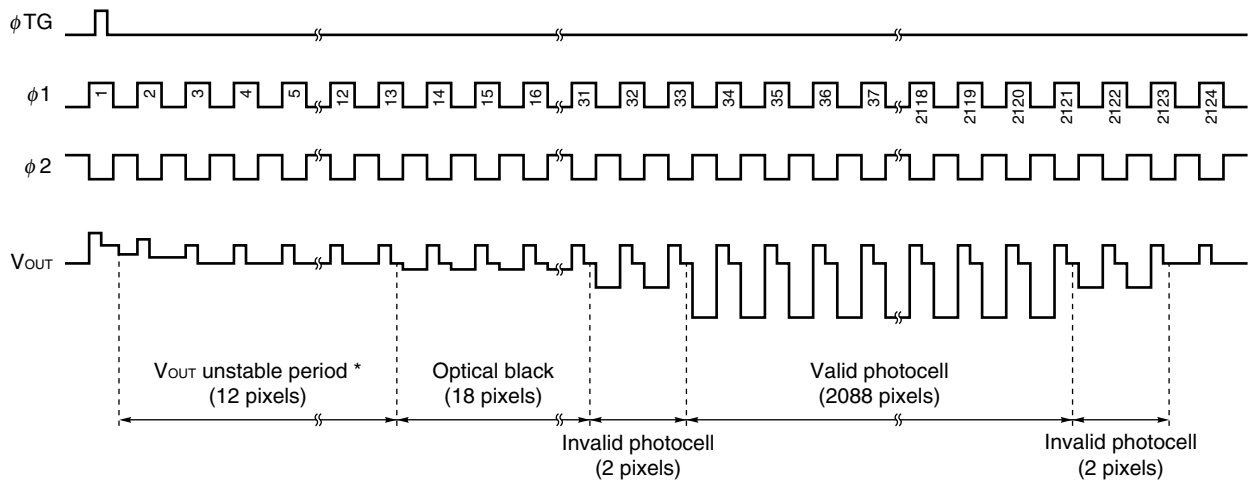 ϕTG
ϕ1
1 2 3 4 5 12 13 14 15 16 31 32 33 34 35 36 37 2118 2119 2120 2121 2122 2123 2124
ϕ2
VOUT
VOUT unstable period *
(12 pixels)
Optical black
(18 pixels)
Valid photocell
(2088 pixels)
Invalid photocell
(2 pixels)
Invalid photocell
(2 pixels)